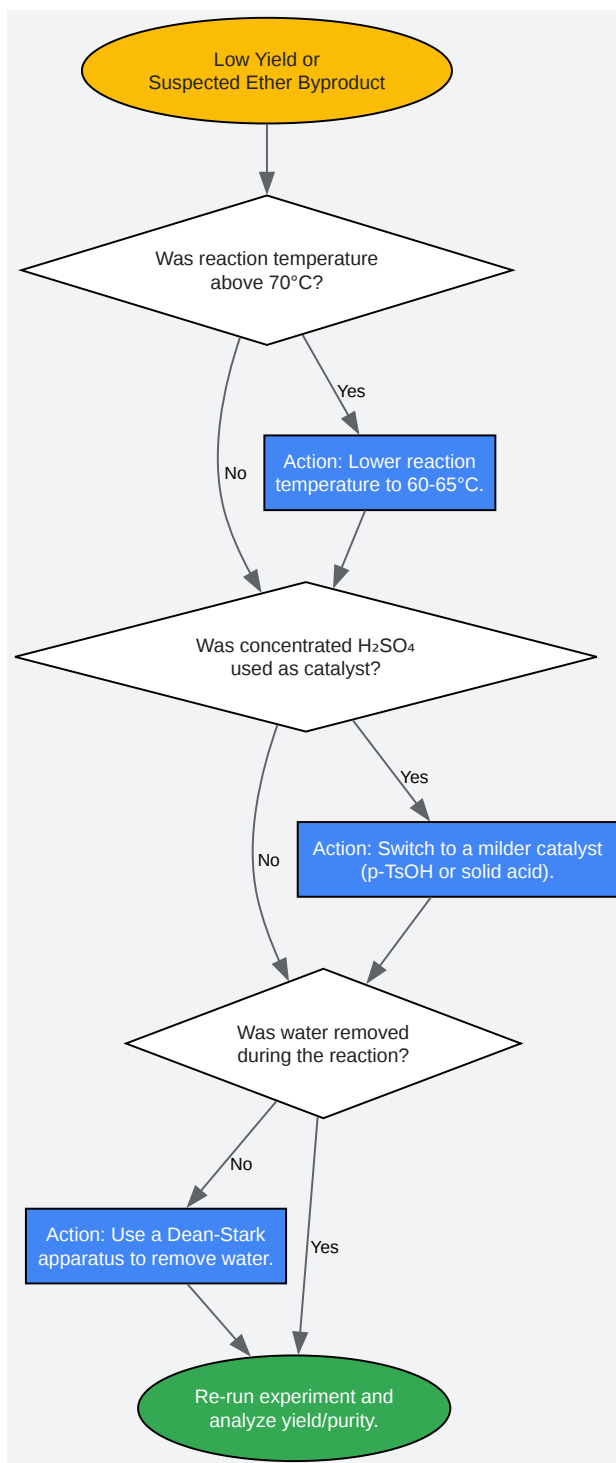 Low Yield or
Suspected Ether Byproduct
Was reaction temperature
above 70°C?
Yes
No
Action: Lower reaction
temperature to 60-65°C.
Was concentrated H₂SO₄
used as catalyst?
Yes
No
Action: Switch to a milder catalyst
(p-TsOH or solid acid).
Was water removed
during the reaction?
No
Yes
Action: Use a Dean-Stark
apparatus to remove water.
Re-run experiment and
analyze yield/purity.